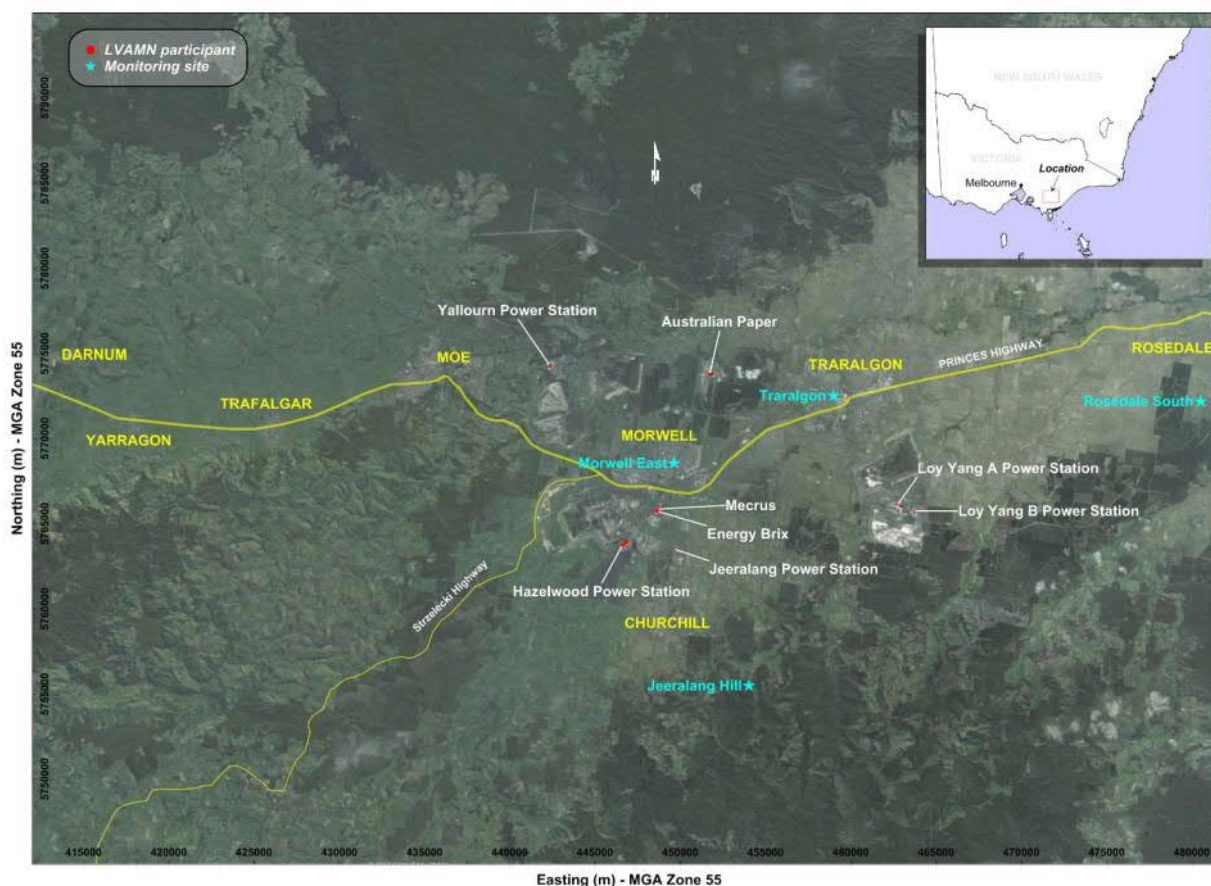 LVAMN participant
Monitoring site
NEW SOUTH WALES
VICTORIA
Location
Melbourne
N
Yallourn Power Station
Australian Paper
DARNUM
MOE
TRARALGON
PRINCES HIGHWAY
ROSEDALE
TRAFALGAR
Traralgon
Rosedale South
YARRAGON
MORWELL
Morwell East
Loy Yang A Power Station
Mecrus
Loy Yang B Power Station
Energy Brix
Jeeralang Power Station
Hazelwood Power Station
Strzelecki Highway
CHURCHILL
Jeeralang Hill
5790000
5785000
5780000
5775000
5770000
5765000
5760000
5755000
5750000
Northing (m) - MGA Zone 55
415000 420000 425000 430000 435000 440000 445000 450000 455000 460000 465000 470000 475000 480000
Easting (m) - MGA Zone 55